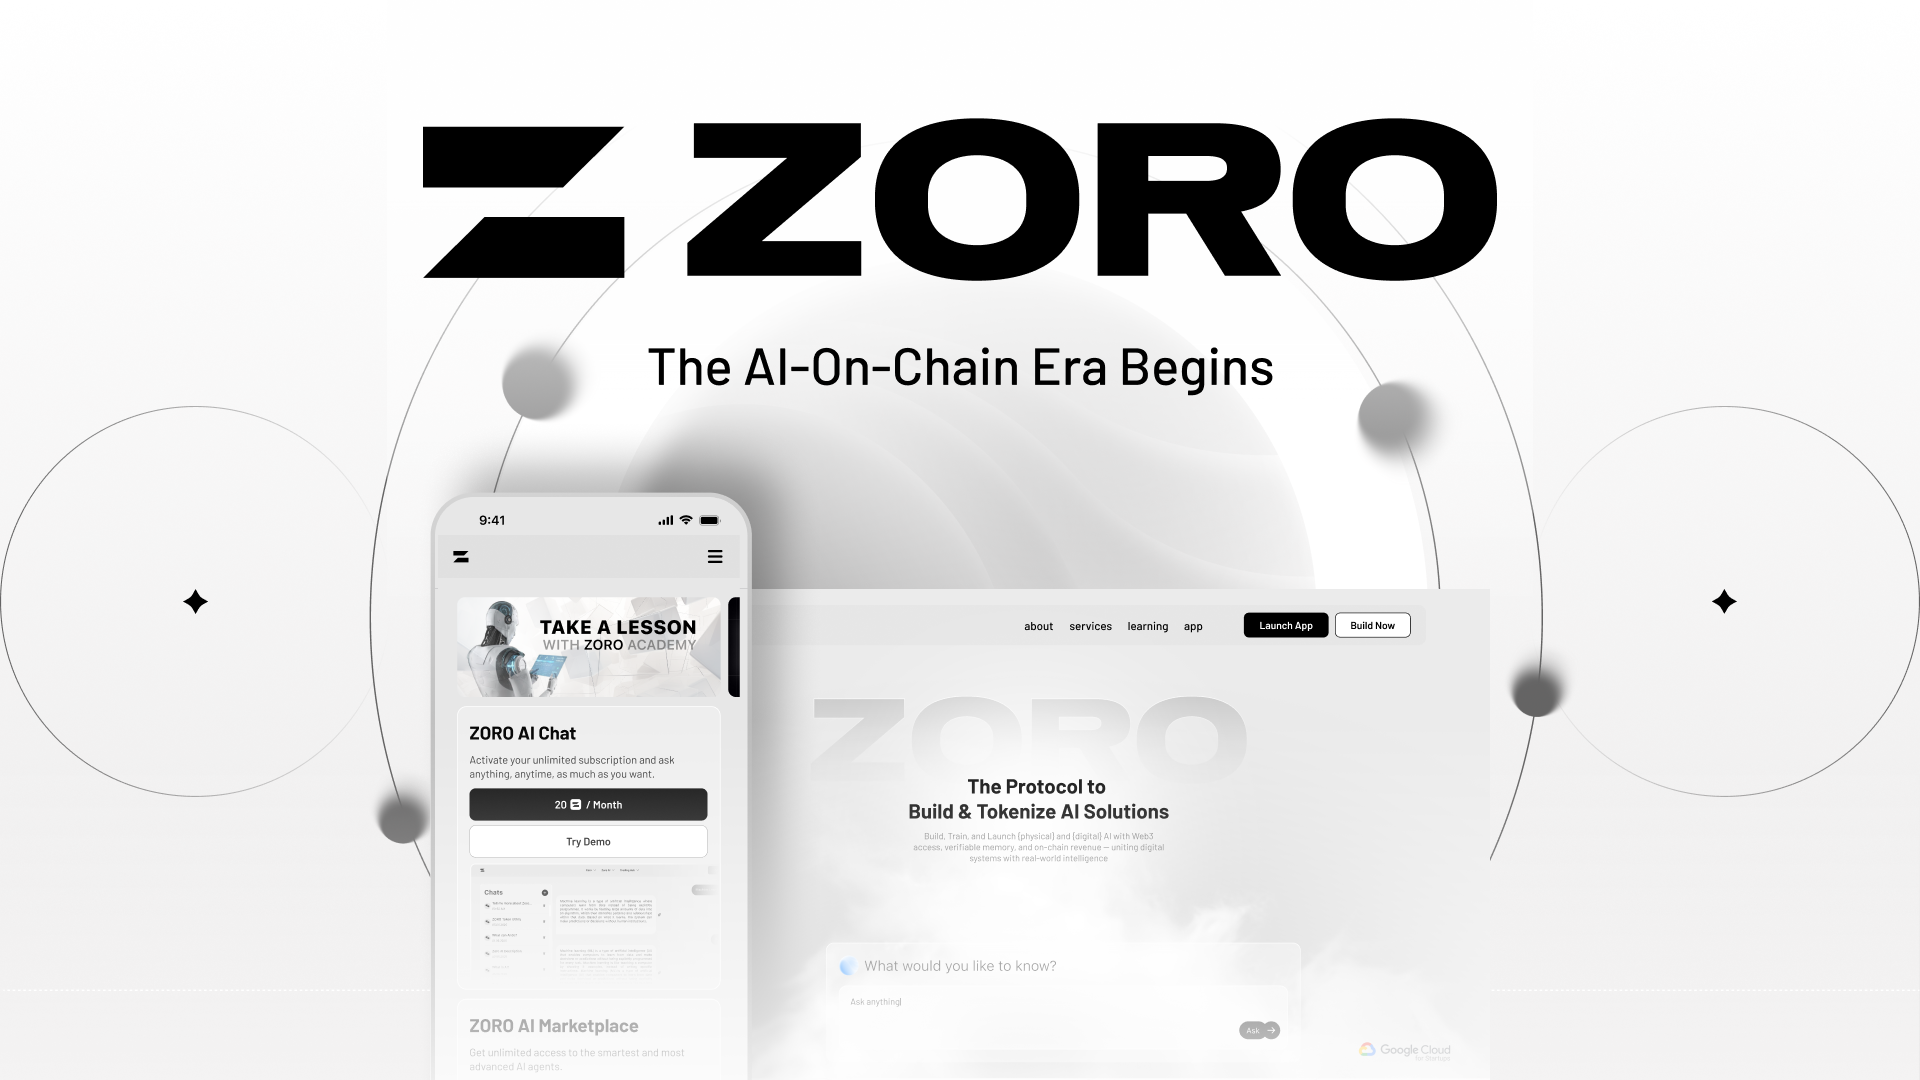 ZORO
The AI-On-Chain Era Begins
9:41
TAKE A LESSON
WITH ZORO ACADEMY
ZORO AI Chat
Activate your unlimited subscription and ask
anything, anytime, as much as you want.
20 / Month
Try Demo
Chats
ZORO AI Marketplace
Get unlimited access to the smartest and most
advanced AI agents.
about services learning app Launch App Build Now
ZORO
The Protocol to
Build & Tokenize AI Solutions
Build, Train, and Launch (physical) and (digital) AI with Web3
access, verifiable memory, and on-chain revenue — uniting digital
systems with real-world intelligence
What would you like to know?
Ask anything
Ask
Google Cloud
for Startups